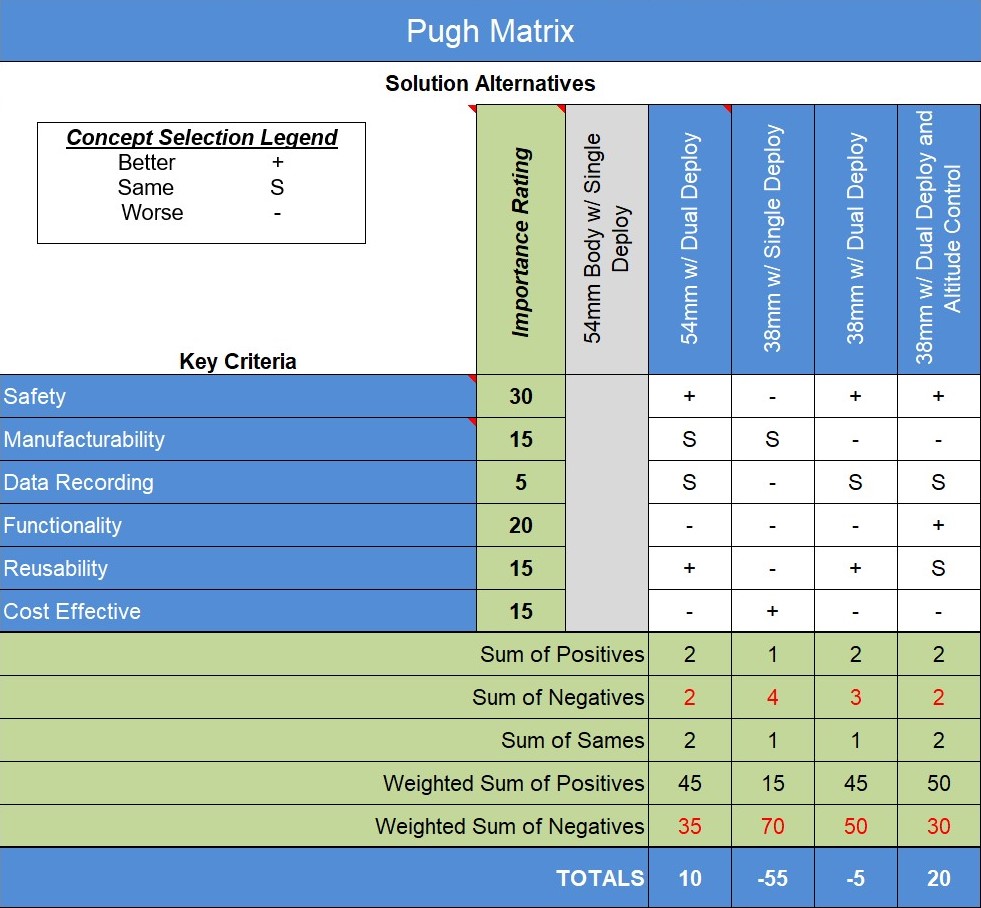 Pugh Matrix
Solution Alternatives
Concept Selection Legend
Better +
Same S
Worse -
Key Criteria
Importance Rating
54mm Body w/ Single
Deploy
54mm w/ Dual Deploy
38mm w/ Single Deploy
38mm w/ Dual Deploy
38mm w/ Dual Deploy and
Altitude Control
Safety 30 + - + +
Manufacturability 15 S S - -
Data Recording 5 S - S S
Functionality 20 - - - +
Reusability 15 + - + S
Cost Effective 15 - + - -
Sum of Positives 2 1 2 2
Sum of Negatives 2 4 3 2
Sum of Sames 2 1 1 2
Weighted Sum of Positives 45 15 45 50
Weighted Sum of Negatives 35 70 50 30
TOTALS 10 -55 -5 20